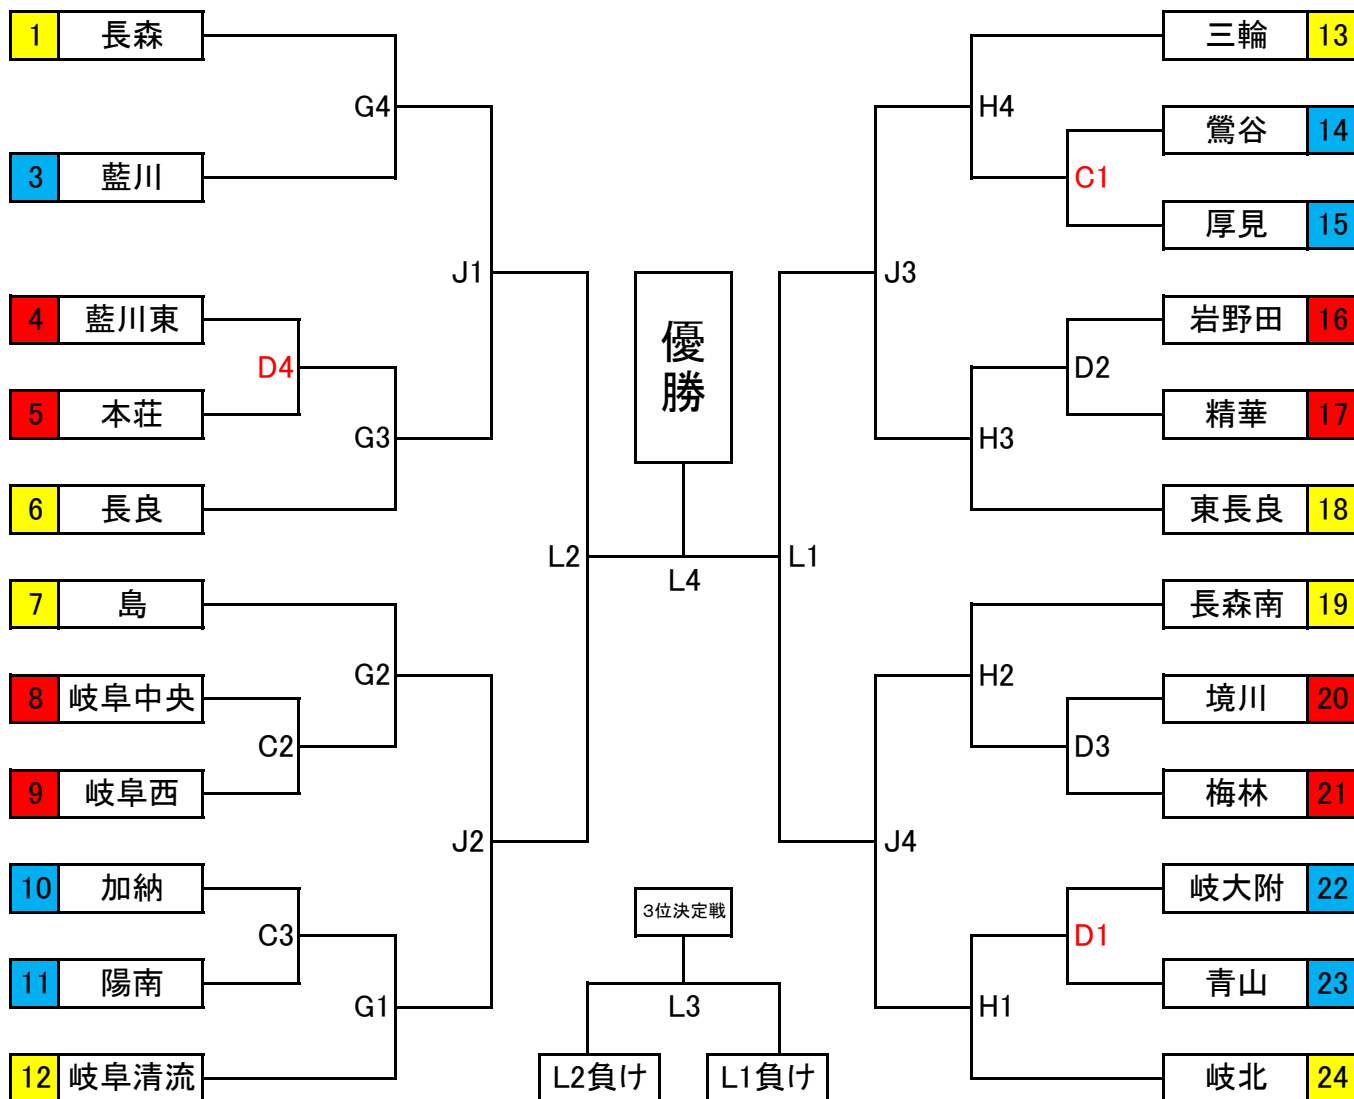 1 長森
G4
3 藍川
J1
4 藍川東
D4
5 本荘
G3
6 長良
L2
7 島
G2
8 岐阜中央
C2
9 岐阜西
J2
10 加納
C3
11 陽南
G1
12 岐阜清流
優勝
L4
3位決定戦
L3
L2負け
L1負け
三輪 13
H4
鶯谷 14
C1
厚見 15
J3
岩野田 16
D2
精華 17
H3
東長良 18
L1
長森南 19
H2
境川 20
D3
梅林 21
J4
岐大附 22
D1
青山 23
H1
岐北 24